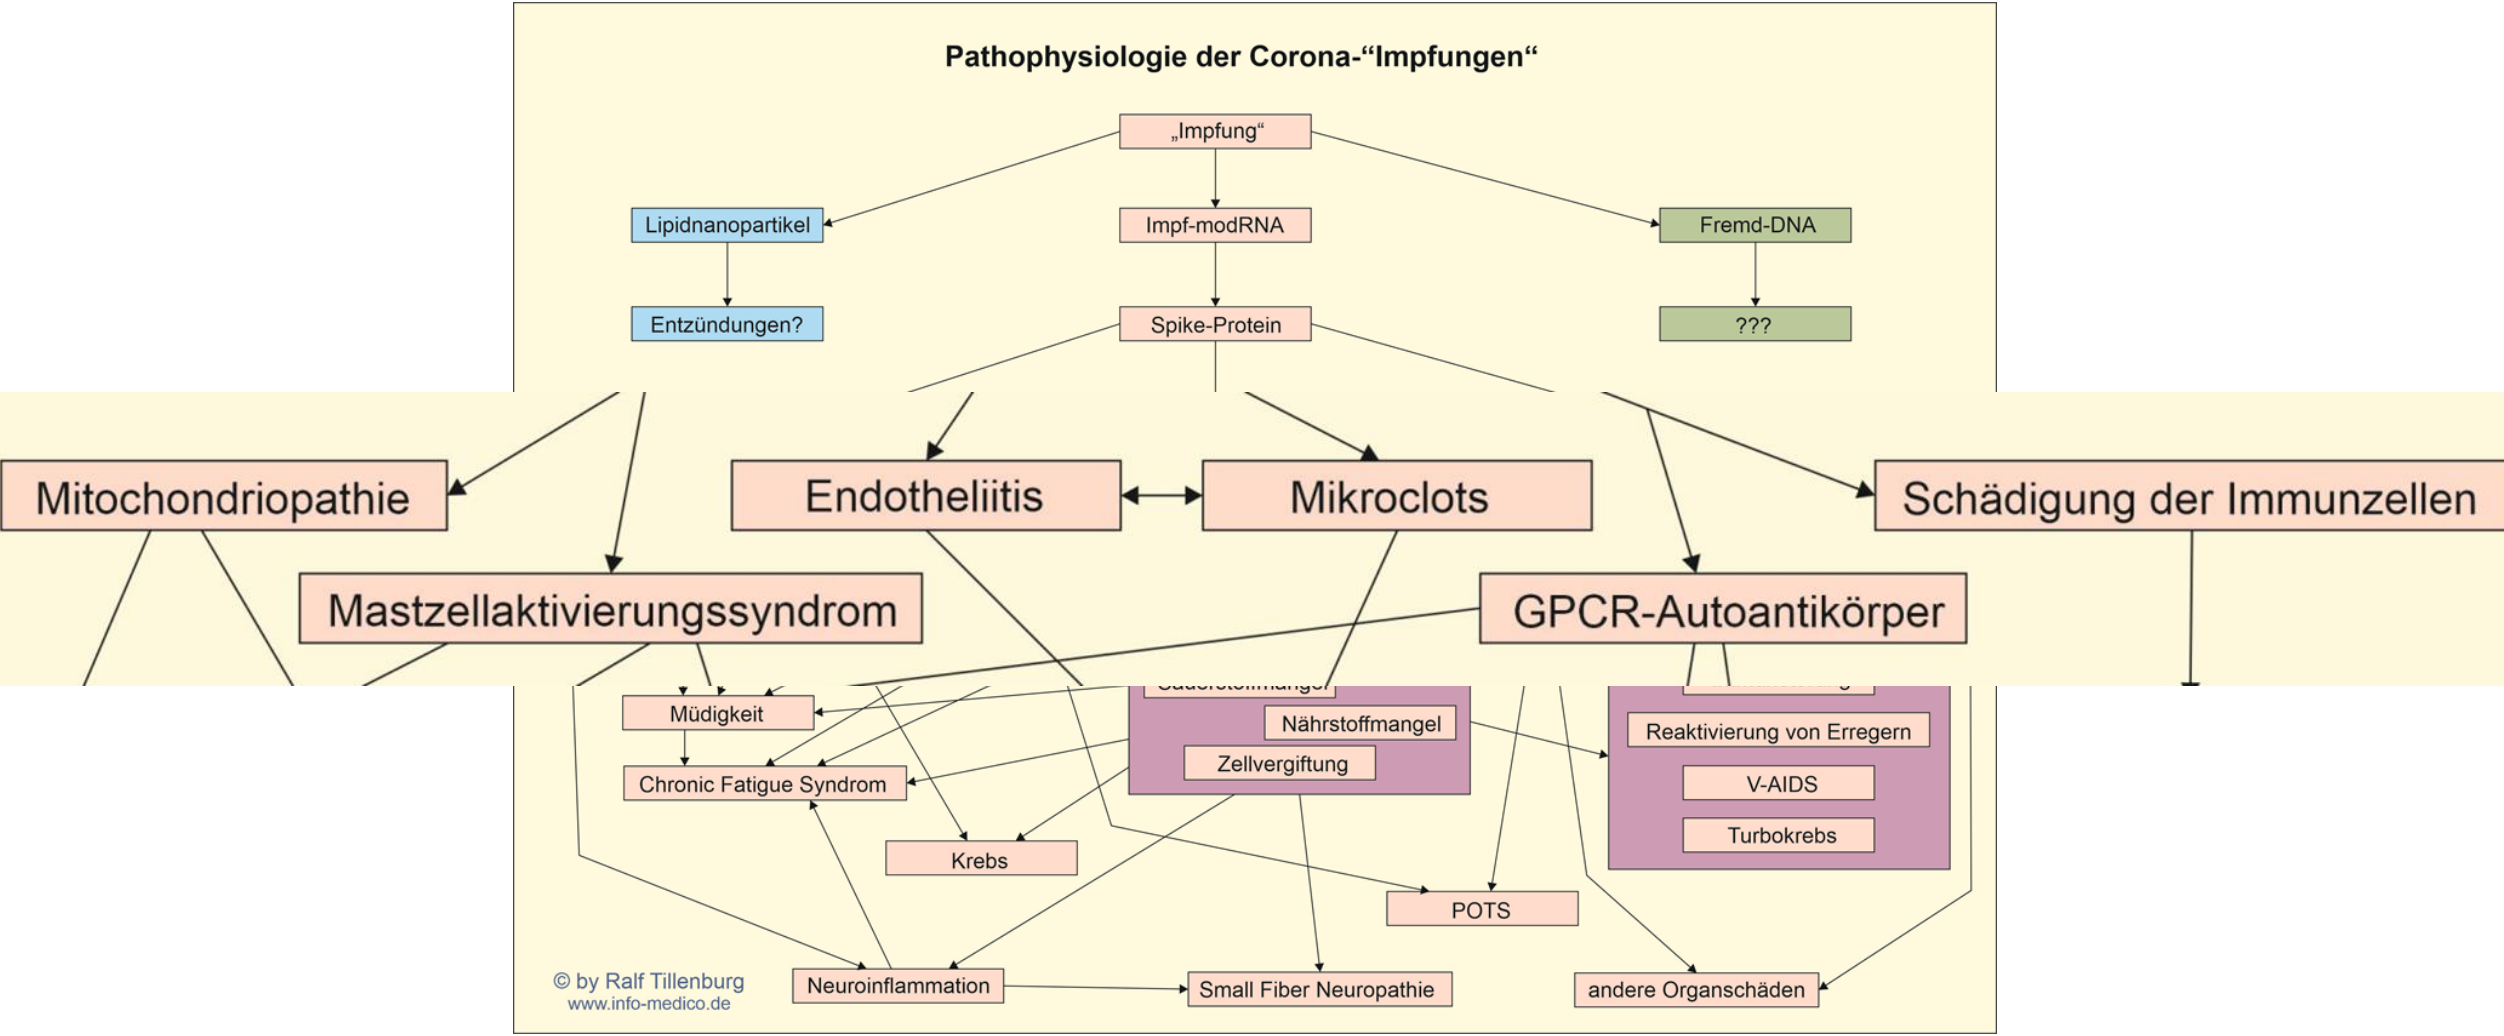 Pathophysiologie der Corona-“Impfungen“
„Impfung“
Lipidnanopartikel
Impf-modRNA
Fremd-DNA
Entzündungen?
Spike-Protein
???
Mitochondriopathie
Endotheliitis
Mikroclots
Schädigung der Immunzellen
Mastzellaktivierungssyndrom
GPCR-Autoantikörper
Müdigkeit
Nährstoffmangel
Reaktivierung von Erregern
Zellvergiftung
Chronic Fatigue Syndrom
V-AIDS
Turbokrebs
Krebs
POTS
© by Ralf Tillenburg
www.info-medico.de
Neuroinflammation
Small Fiber Neuropathie
andere Organschäden